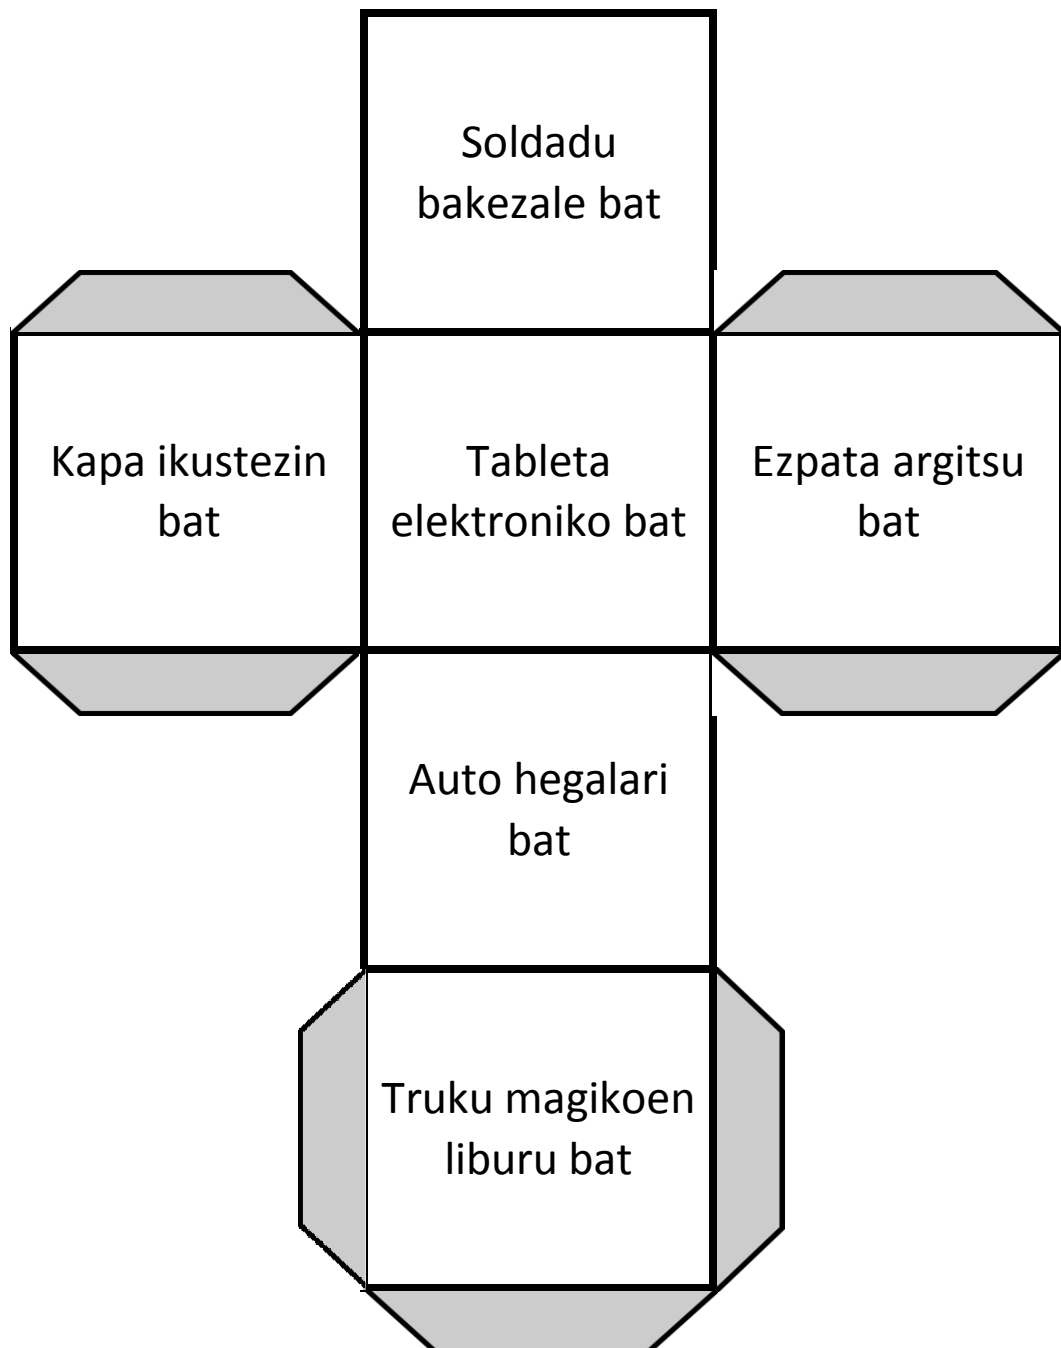 Soldadu
bakezale bat
Kapa ikustezin
bat
Tableta
elektroniko bat
Ezpata argitsu
bat
Auto hegalari
bat
Truku magikoen
liburu bat